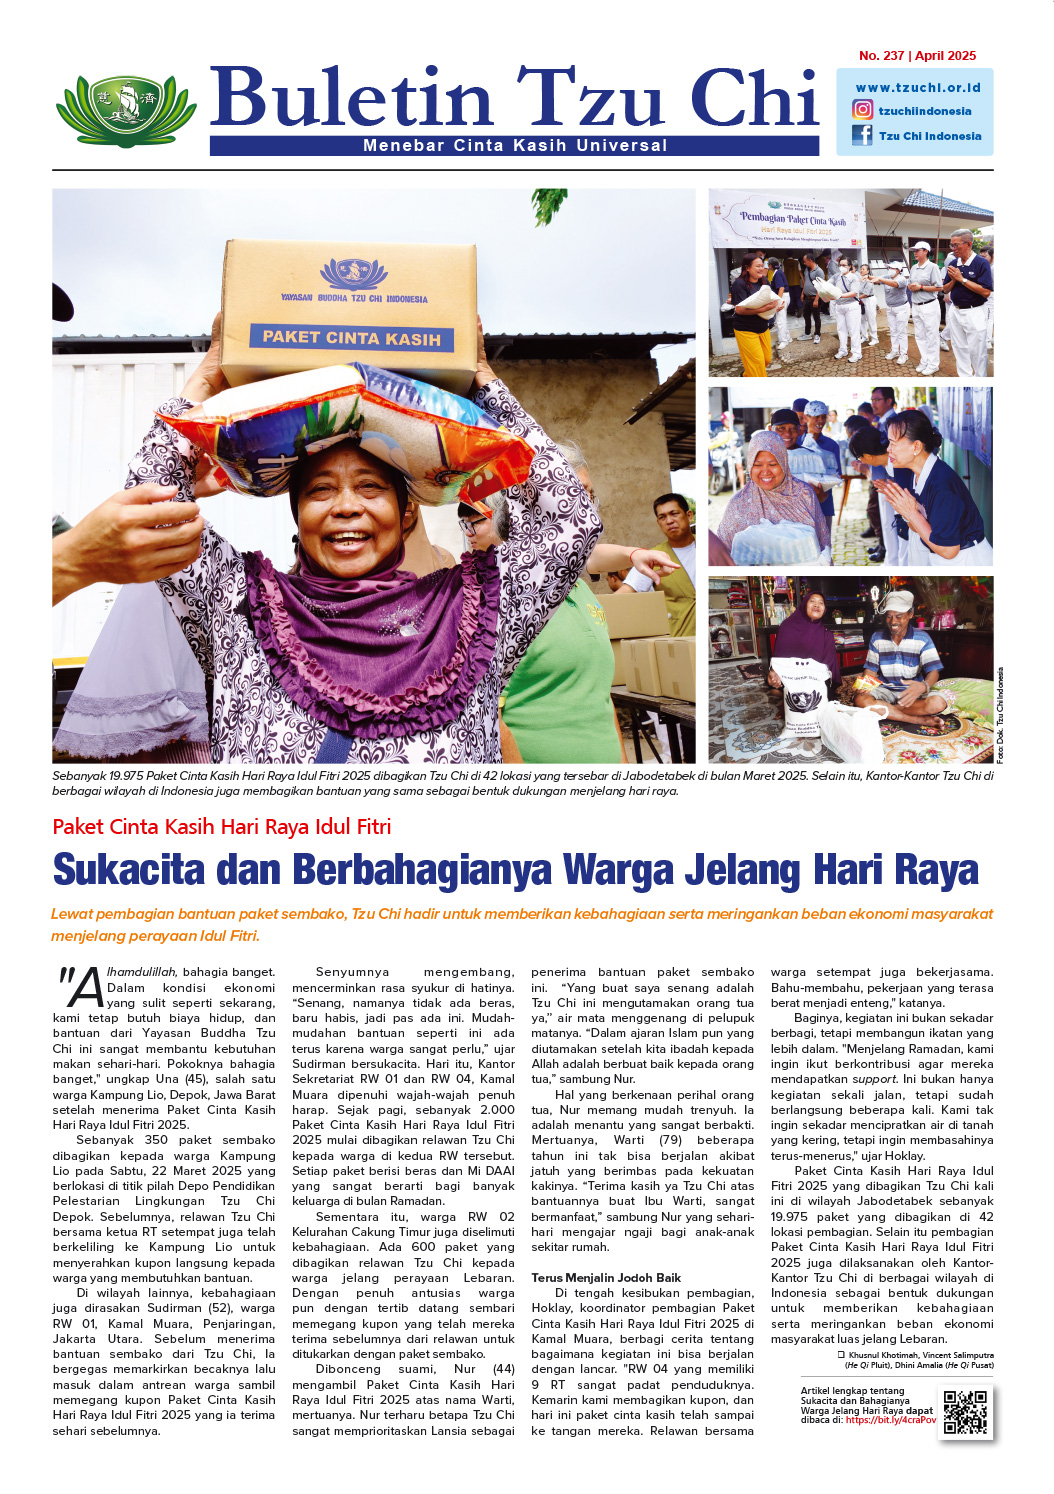 No. 237 | April 2025
Buletin Tzu Chi
Menebar Cinta Kasih Universal
www.tzuchi.or.id
tzuchiindonesia
Tzu Chi Indonesia
慈 濟
YAYASAN BUDDHA TZU CHI INDONESIA
PAKET CINTA KASIH
Pembagian Paket Cinta Kasih
Hari Raya Idul Fitri 2025
Foto: Dok. Tzu Chi Indonesia
Sebanyak 19.975 Paket Cinta Kasih Hari Raya Idul Fitri 2025 dibagikan Tzu Chi di 42 lokasi yang tersebar di Jabodetabek di bulan Maret 2025. Selain itu, Kantor-Kantor Tzu Chi di
berbagai wilayah di Indonesia juga membagikan bantuan yang sama sebagai bentuk dukungan menjelang hari raya.
Paket Cinta Kasih Hari Raya Idul Fitri
Sukacita dan Berbahagianya Warga Jelang Hari Raya
Lewat pembagian bantuan paket sembako, Tzu Chi hadir untuk memberikan kebahagiaan serta meringankan beban ekonomi masyarakat
menjelang perayaan Idul Fitri.
"Alhamdulillah, bahagia banget.
Dalam kondisi ekonomi
yang sulit seperti sekarang,
kami tetap butuh biaya hidup, dan
bantuan dari Yayasan Buddha Tzu
Chi ini sangat membantu kebutuhan
makan sehari-hari. Pokoknya bahagia
banget," ungkap Una (45), salah satu
warga Kampung Lio, Depok, Jawa Barat
setelah menerima Paket Cinta Kasih
Hari Raya Idul Fitri 2025.
Sebanyak 350 paket sembako
dibagikan kepada warga Kampung
Lio pada Sabtu, 22 Maret 2025 yang
berlokasi di titik pilah Depo Pendidikan
Pelestarian Lingkungan Tzu Chi
Depok. Sebelumnya, relawan Tzu Chi
bersama ketua RT setempat juga telah
berkeliling ke Kampung Lio untuk
menyerahkan kupon langsung kepada
warga yang membutuhkan bantuan.
Di wilayah lainnya, kebahagiaan
juga dirasakan Sudirman (52), warga
RW 01, Kamal Muara, Penjaringan,
Jakarta Utara. Sebelum menerima
bantuan sembako dari Tzu Chi, Ia
bergegas memarkirkan becaknya lalu
masuk dalam antrean warga sambil
memegang kupon Paket Cinta Kasih
Hari Raya Idul Fitri 2025 yang ia terima
sehari sebelumnya.
Senyumnya mengembang,
mencerminkan rasa syukur di hatinya.
“Senang, namanya tidak ada beras,
baru habis, jadi pas ada ini. Mudah-
mudahan bantuan seperti ini ada
terus karena warga sangat perlu,” ujar
Sudirman bersukacita. Hari itu, Kantor
Sekretariat RW 01 dan RW 04, Kamal
Muara dipenuhi wajah-wajah penuh
harap. Sejak pagi, sebanyak 2.000
Paket Cinta Kasih Hari Raya Idul Fitri
2025 mulai dibagikan relawan Tzu Chi
kepada warga di kedua RW tersebut.
Setiap paket berisi beras dan Mi DAAI
yang sangat berarti bagi banyak
keluarga di bulan Ramadan.
Sementara itu, warga RW 02
Kelurahan Cakung Timur juga diselimuti
kebahagiaan. Ada 600 paket yang
dibagikan relawan Tzu Chi kepada
warga jelang perayaan Lebaran.
Dengan penuh antusias warga
pun dengan tertib datang sembari
memegang kupon yang telah mereka
terima sebelumnya dari relawan untuk
ditukarkan dengan paket sembako.
Dibonceng suami, Nur (44)
mengambil Paket Cinta Kasih Hari
Raya Idul Fitri 2025 atas nama Warti,
mertuanya. Nur terharu betapa Tzu Chi
sangat memprioritaskan Lansia sebagai
penerima bantuan paket sembako
ini. “Yang buat saya senang adalah
Tzu Chi ini mengutamakan orang tua
ya,” air mata menggenang di pelupuk
matanya. “Dalam ajaran Islam pun yang
diutamakan setelah kita ibadah kepada
Allah adalah berbuat baik kepada orang
tua,” sambung Nur.
Hal yang berkenaan perihal orang
tua, Nur memang mudah trenyuh. Ia
adalah menantu yang sangat berbakti.
Mertuanya, Warti (79) beberapa
tahun ini tak bisa berjalan akibat
jatuh yang berimbas pada kekuatan
kakinya. “Terima kasih ya Tzu Chi atas
bantuannya buat Ibu Warti, sangat
bermanfaat,” sambung Nur yang sehari-
hari mengajar ngaji bagi anak-anak
sekitar rumah.
Terus Menjalin Jodoh Baik
Di tengah kesibukan pembagian,
Hoklay, koordinator pembagian Paket
Cinta Kasih Hari Raya Idul Fitri 2025 di
Kamal Muara, berbagi cerita tentang
bagaimana kegiatan ini bisa berjalan
dengan lancar. "RW 04 yang memiliki
9 RT sangat padat penduduknya.
Kemarin kami membagikan kupon, dan
hari ini paket cinta kasih telah sampai
ke tangan mereka. Relawan bersama
warga setempat juga bekerjasama.
Bahu-membahu, pekerjaan yang terasa
berat menjadi enteng," katanya.
Baginya, kegiatan ini bukan sekadar
berbagi, tetapi membangun ikatan yang
lebih dalam. "Menjelang Ramadan, kami
ingin ikut berkontribusi agar mereka
mendapatkan support. Ini bukan hanya
kegiatan sekali jalan, tetapi sudah
berlangsung beberapa kali. Kami tak
ingin sekadar mencipratkan air di tanah
yang kering, tetapi ingin membasahinya
terus-menerus," ujar Hoklay.
Paket Cinta Kasih Hari Raya Idul
Fitri 2025 yang dibagikan Tzu Chi kali
ini di wilayah Jabodetabek sebanyak
19.975 paket yang dibagikan di 42
lokasi pembagian. Selain itu pembagian
Paket Cinta Kasih Hari Raya Idul Fitri
2025 juga dilaksanakan oleh Kantor-
Kantor Tzu Chi di berbagai wilayah di
Indonesia sebagai bentuk dukungan
untuk memberikan kebahagiaan
serta meringankan beban ekonomi
masyarakat luas jelang Lebaran.
❏ Khusnul Khotimah, Vincent Salimputra
(He Qi Pluit), Dhini Amalia (He Qi Pusat)
Artikel lengkap tentang
Sukacita dan Bahagianya
Warga Jelang Hari Raya dapat
dibaca di: https://bit.ly/4craPov